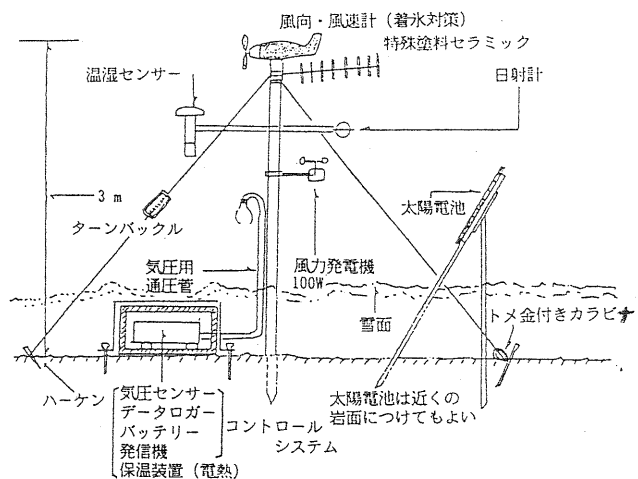 風向・風速計（着氷対策）
特殊塗料セラミック
温湿センサー
日射計
3m
ターンバックル
太陽電池
気圧用
通圧菅
風力発電機
100W
雪面
トメ金付きカラビナ
ハーケン
気圧センサー
データロガー
バッテリー
発信機
保温装置（電熱）
コントロール
システム
太陽電池は近くの
岩面につけてもよい